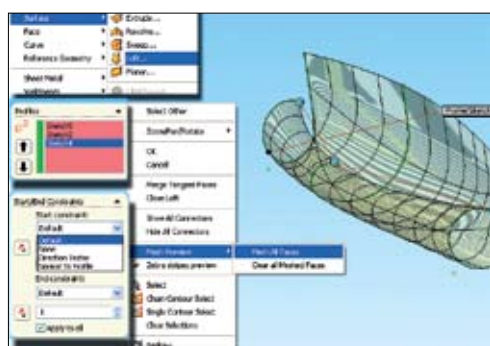 Surface
Face
Curve
Reference Geometry
Sheet Metal
Weldments
Extrude...
Revolve...
Sweep...
Loft...
Planar...
Profiles
Select Other
OK
Cancel
Merge Tangent Faces
Close Loft
Show All Connectors
Hide All Connectors
Mesh Preview
Mesh All Faces
Clear all Meshed Faces
Zebra stripes preview
Select
Chain Contour Select
Single Contour Select
Clear Selections
Start/End Constraints
Start constraint:
Default
Default
None
Direction Vector
Normal To Profile
End constraint:
Default
1
Apply to all